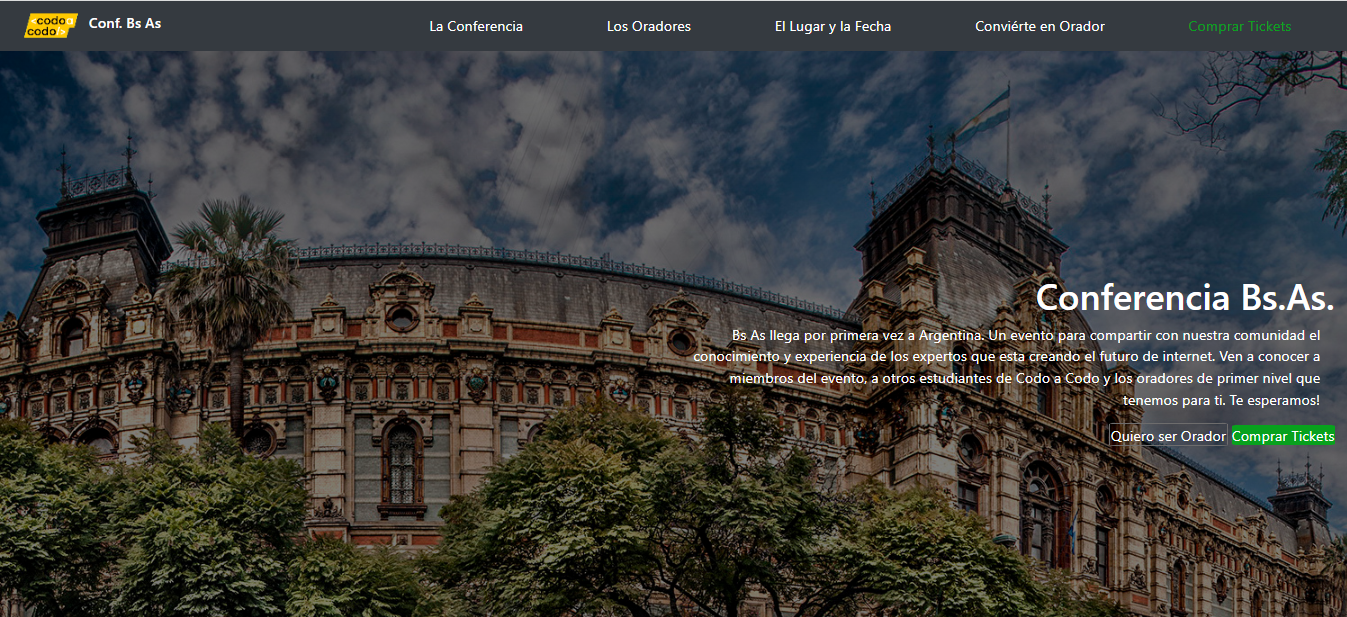 codo a
codo
Conf. Bs As
La Conferencia
Los Oradores
El Lugar y la Fecha
Conviérte en Orador
Comprar Tickets
Conferencia Bs.As.
Bs As llega por primera vez a Argentina. Un evento para compartir con nuestra comunidad el
conocimiento y experiencia de los expertos que esta creando el futuro de internet. Ven a conocer a
miembros del evento, a otros estudiantes de Codo a Codo y los oradores de primer nivel que
tenemos para ti. Te esperamos!
Quiero ser Orador
Comprar Tickets